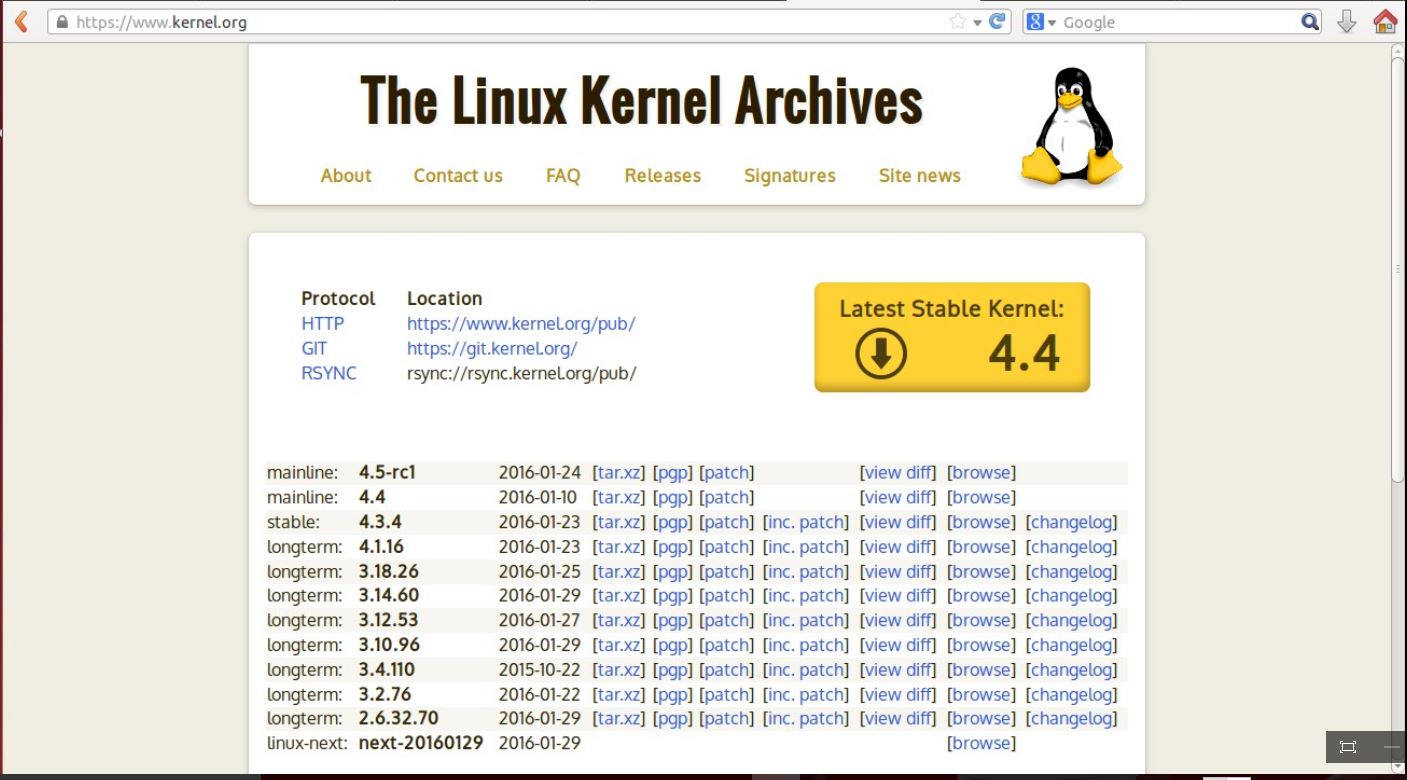 https://www.kernel.org
Google
The Linux Kernel Archives
About Contact us FAQ Releases Signatures Site news
Protocol Location
HTTP https://www.kernel.org/pub/
GIT https://git.kernel.org/
RSYNC rsync://rsync.kernel.org/pub/
Latest Stable Kernel:
4.4
mainline: 4.5-rc1 2016-01-24 [tar.xz] [pgp] [patch] [view diff] [browse]
mainline: 4.4 2016-01-10 [tar.xz] [pgp] [patch] [view diff] [browse]
stable: 4.3.4 2016-01-23 [tar.xz] [pgp] [patch] [inc. patch] [view diff] [browse] [changelog]
longterm: 4.1.16 2016-01-23 [tar.xz] [pgp] [patch] [inc. patch] [view diff] [browse] [changelog]
longterm: 3.18.26 2016-01-25 [tar.xz] [pgp] [patch] [inc. patch] [view diff] [browse] [changelog]
longterm: 3.14.60 2016-01-29 [tar.xz] [pgp] [patch] [inc. patch] [view diff] [browse] [changelog]
longterm: 3.12.53 2016-01-27 [tar.xz] [pgp] [patch] [inc. patch] [view diff] [browse] [changelog]
longterm: 3.10.96 2016-01-29 [tar.xz] [pgp] [patch] [inc. patch] [view diff] [browse] [changelog]
longterm: 3.4.110 2015-10-22 [tar.xz] [pgp] [patch] [inc. patch] [view diff] [browse] [changelog]
longterm: 3.2.76 2016-01-22 [tar.xz] [pgp] [patch] [inc. patch] [view diff] [browse] [changelog]
longterm: 2.6.32.70 2016-01-29 [tar.xz] [pgp] [patch] [inc. patch] [view diff] [browse] [changelog]
linux-next: next-20160129 2016-01-29 [browse]